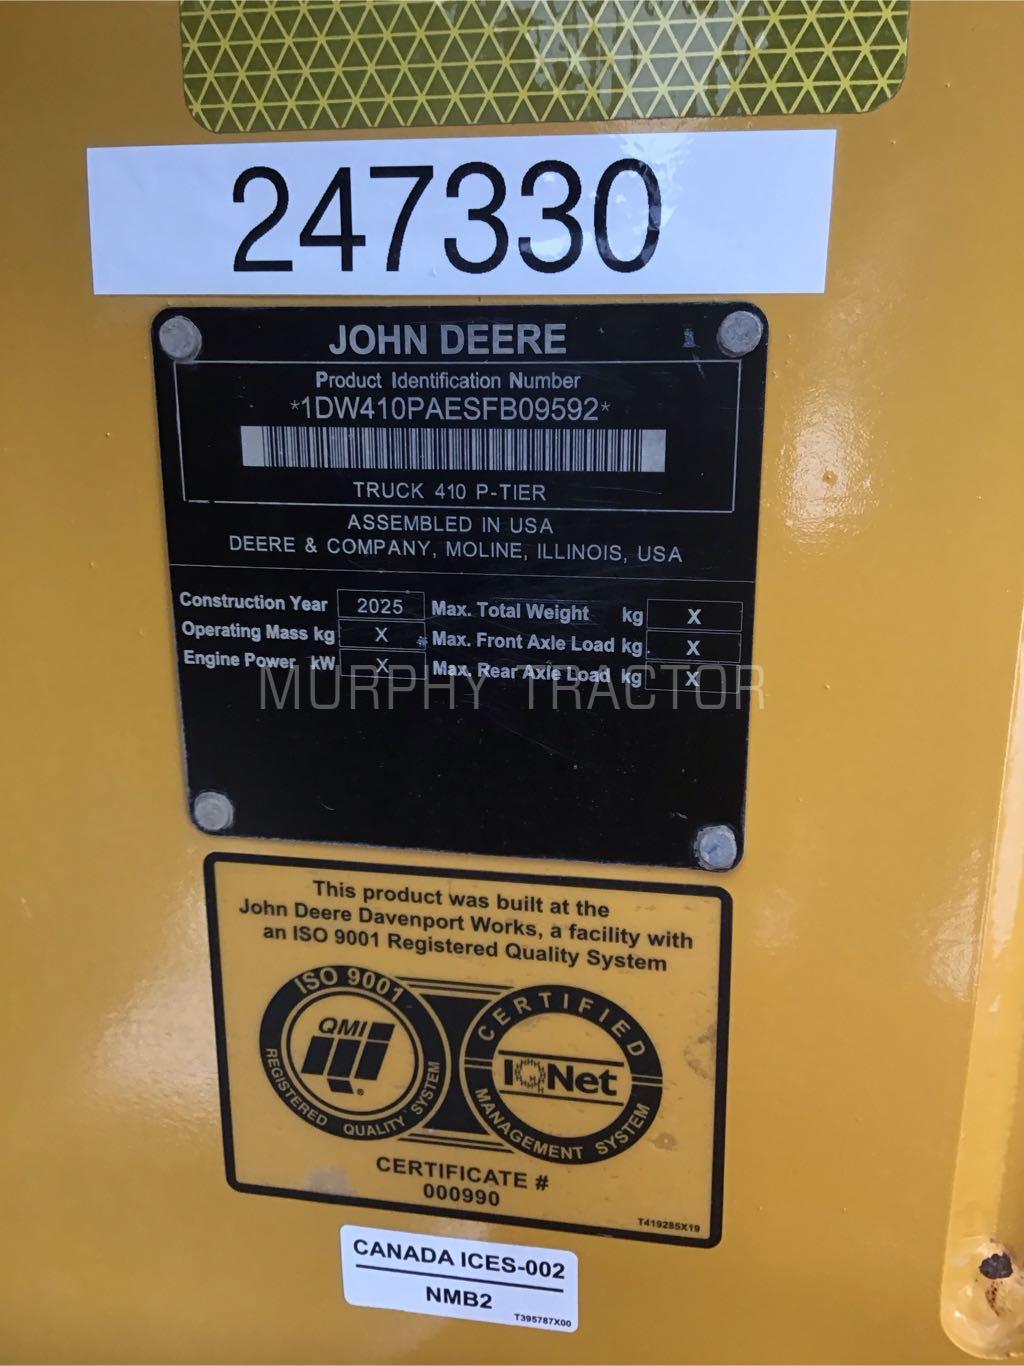 247330
JOHN DEERE
1
Product Identification Number
*1DW410PAESFB09592*
TRUCK 410 P-TIER
ASSEMBLED IN USA
DEERE & COMPANY, MOLINE, ILLINOIS, USA
Construction Year 2025 Max. Total Weight kg X
Operating Mass kg X Max. Front Axle Load kg. X
Engine Power kW X Max. Rear Axle Load kg X
MURPHY TRACTOR
This product was built at the
John Deere Davenport Works, a facility with
an ISO 9001 Registered Quality System
ISO 9001
QMI
REGISTERED QUALITY SYSTEM
CERTIFIED
IQNet
MANAGEMENT SYSTEM
CERTIFICATE #
000990
T419285X19
CANADA ICES-002
NMB2
T395787X00